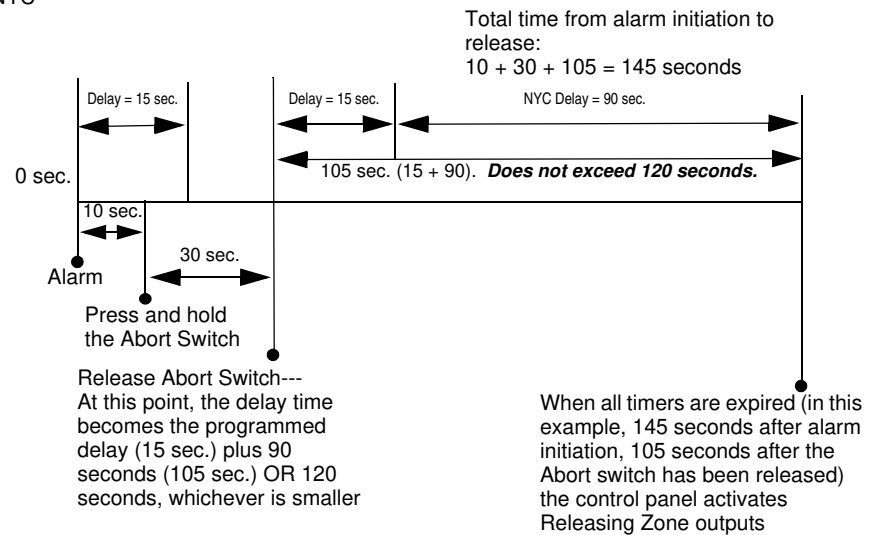 Total time from alarm initiation to
release:
10 + 30 + 105 = 145 seconds
Delay = 15 sec.
Delay = 15 sec.
NYC Delay = 90 sec.
0 sec.
105 sec. (15 + 90). Does not exceed 120 seconds.
10 sec.
30 sec.
Alarm
Press and hold
the Abort Switch
Release Abort Switch---
At this point, the delay time
becomes the programmed
delay (15 sec.) plus 90
seconds (105 sec.) OR 120
seconds, whichever is smaller
When all timers are expired (in this
example, 145 seconds after alarm
initiation, 105 seconds after the
Abort switch has been released)
the control panel activates
Releasing Zone outputs